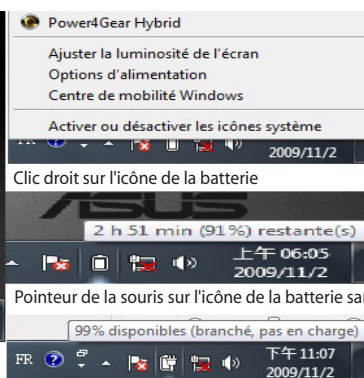 Power4Gear Hybrid
Ajuster la luminosité de l'écran
Options d'alimentation
Centre de mobilité Windows
Activer ou désactiver les icônes système
2009/11/2
Clic droit sur l'icône de la batterie
ASUS
2 h 51 min (91%) restante(s)
上午 06:05
2009/11/2
Pointeur de la souris sur l'icône de la batterie
99% disponibles (branché, pas en charge)
FR 下午 11:07
2009/11/2